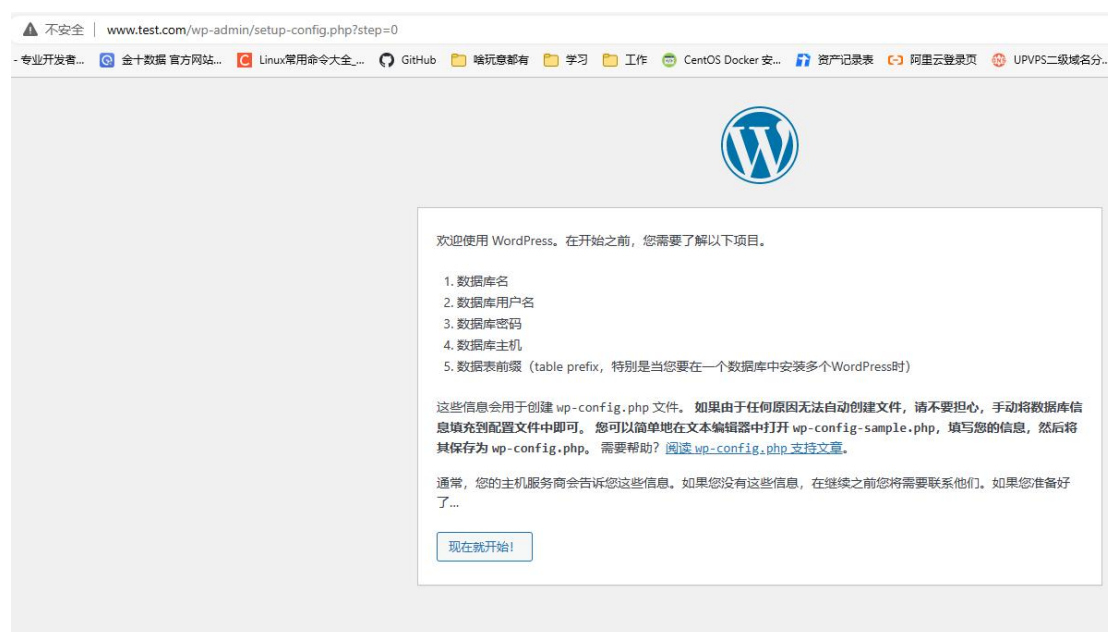 不安全 | www.test.com/wp-admin/setup-config.php?step=0
- 专业开发者... 金十数据 官方网站... Linux常用命令大全_... GitHub 啥玩意都有 学习 工作 CentOS Docker 安... 资产记录表 阿里云登录页 UPVPS二级域名分...
欢迎使用 WordPress。在开始之前，您需要了解以下项目。
1. 数据库名
2. 数据库用户名
3. 数据库密码
4. 数据库主机
5. 数据表前缀（table prefix，特别是当您要在一个数据库中安装多个WordPress时）
这些信息会用于创建 wp-config.php 文件。 如果由于任何原因无法自动创建文件，请不要担心，手动将数据库信
息填充到配置文件中即可。 您可以简单地在文本编辑器中打开 wp-config-sample.php，填写您的信息，然后将
其保存为 wp-config.php。 需要帮助？阅读 wp-config.php 支持文章。
通常，您的主机服务商会告诉您这些信息。如果您没有这些信息，在继续之前您将需要联系他们。如果您准备好
了...
现在就开始！